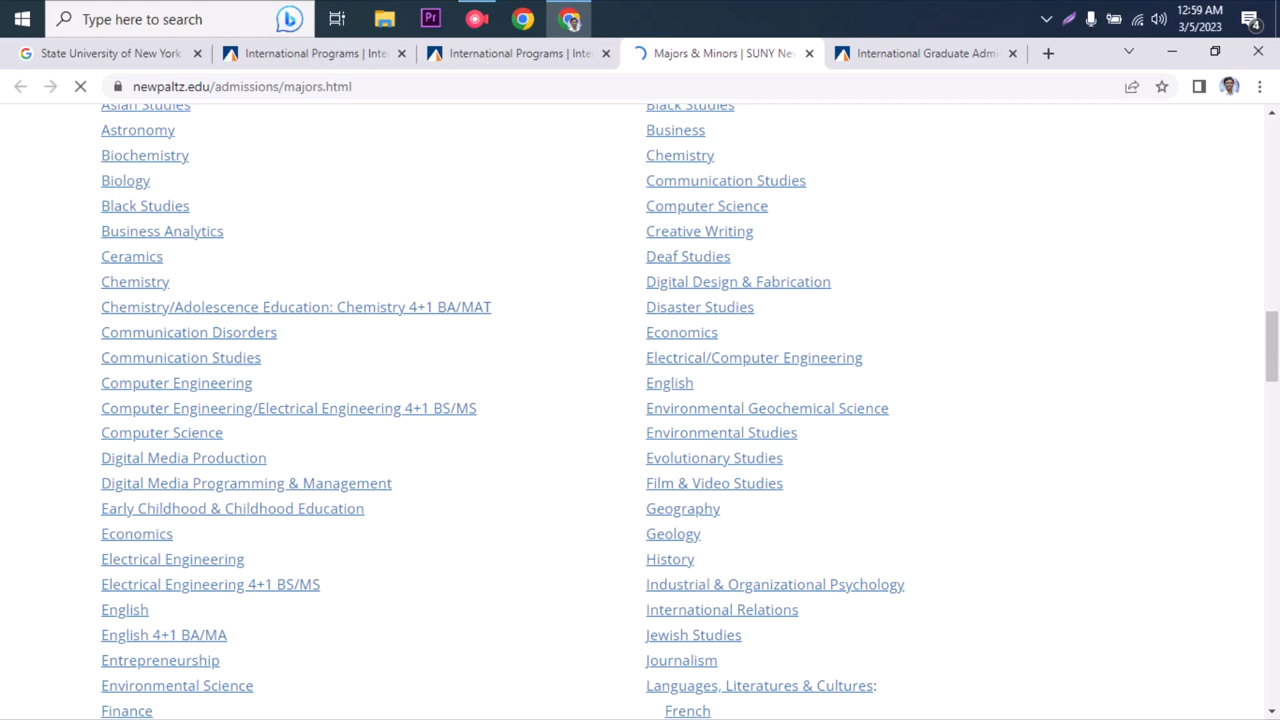 Type here to search
12:59 AM
3/5/2023
4
State University of New York
International Programs | Inte
International Programs | Inte
Majors & Minors | SUNY Ne
International Graduate Admi
newpaltz.edu/admissions/majors.html
Asian Studies
Astronomy
Biochemistry
Biology
Black Studies
Business Analytics
Ceramics
Chemistry
Chemistry/Adolescence Education: Chemistry 4+1 BA/MAT
Communication Disorders
Communication Studies
Computer Engineering
Computer Engineering/Electrical Engineering 4+1 BS/MS
Computer Science
Digital Media Production
Digital Media Programming & Management
Early Childhood & Childhood Education
Economics
Electrical Engineering
Electrical Engineering 4+1 BS/MS
English
English 4+1 BA/MA
Entrepreneurship
Environmental Science
Finance
Black Studies
Business
Chemistry
Communication Studies
Computer Science
Creative Writing
Deaf Studies
Digital Design & Fabrication
Disaster Studies
Economics
Electrical/Computer Engineering
English
Environmental Geochemical Science
Environmental Studies
Evolutionary Studies
Film & Video Studies
Geography
Geology
History
Industrial & Organizational Psychology
International Relations
Jewish Studies
Journalism
Languages, Literatures & Cultures:
French